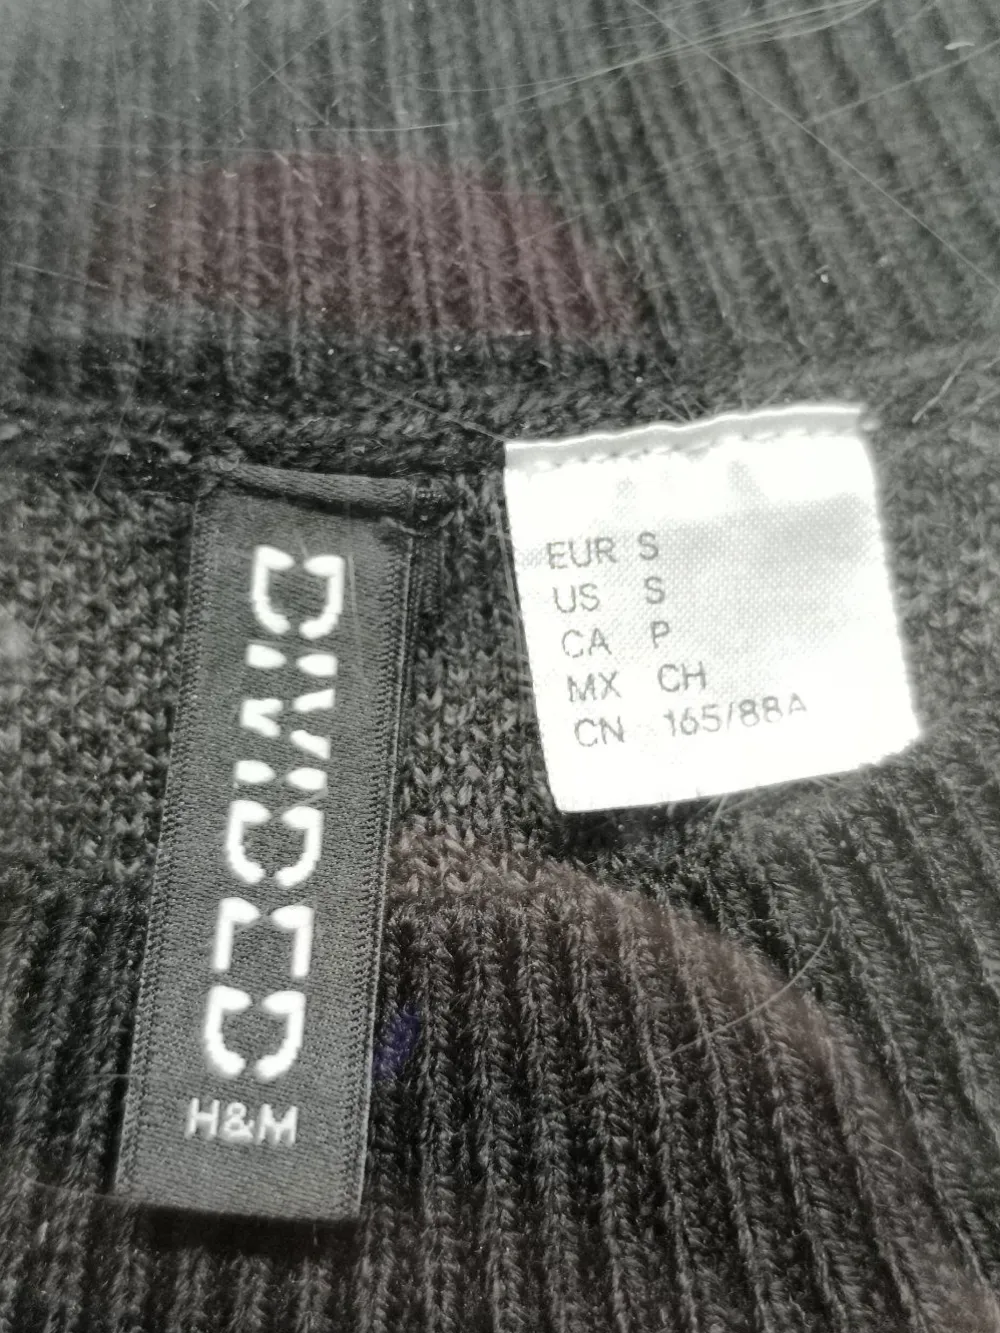 DIVIDED
H&M
EUR S
US S
CA P
MX CH
CN 165/88A